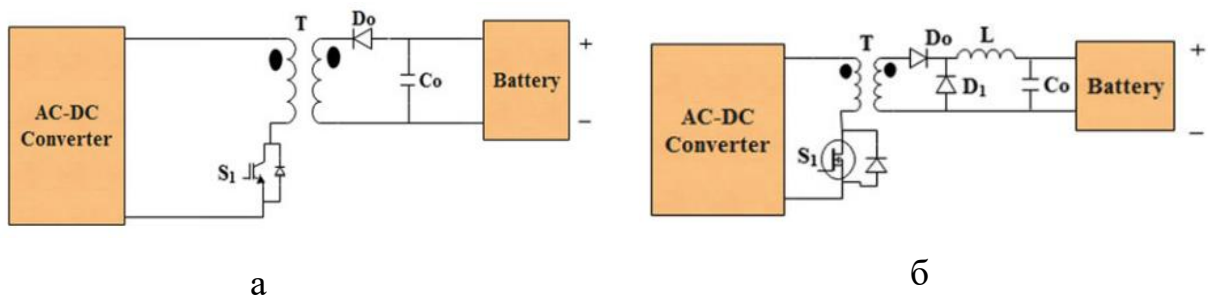 T
Do
AC-DC
Converter
S1
Co
Battery
+
−
а
T
Do
L
AC-DC
Converter
S1
D1
Co
Battery
+
−
б